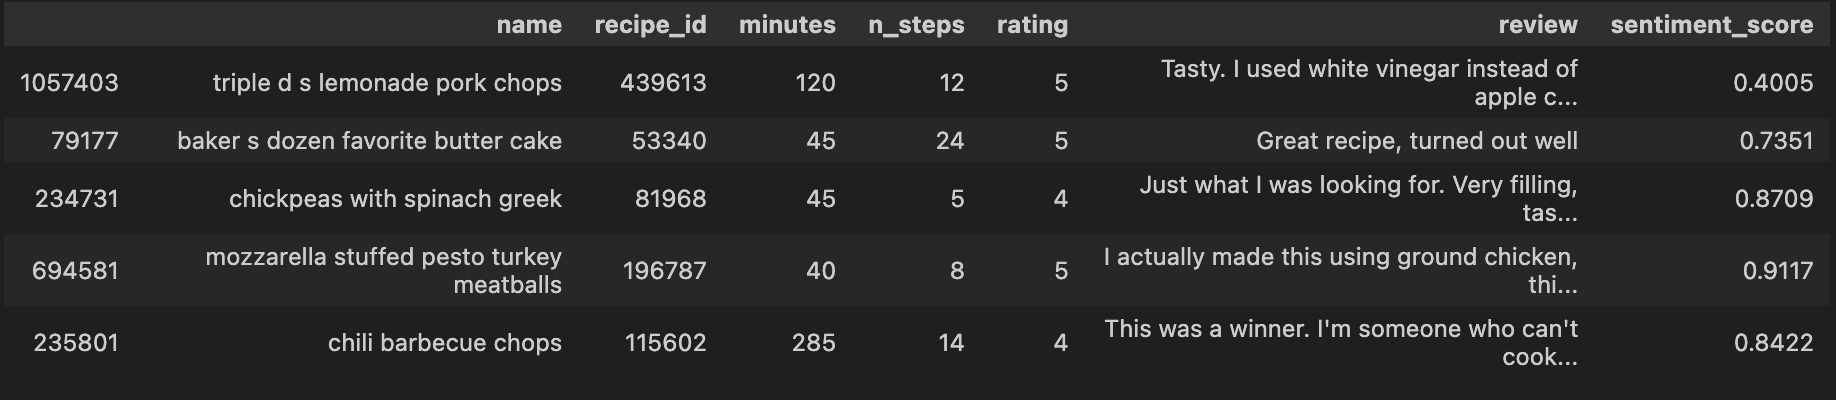 name recipe_id minutes n_steps rating review sentiment_score
1057403 triple d s lemonade pork chops 439613 120 12 5 Tasty. I used white vinegar instead of
apple c... 0.4005
79177 baker s dozen favorite butter cake 53340 45 24 5 Great recipe, turned out well 0.7351
234731 chickpeas with spinach greek 81968 45 5 4 Just what I was looking for. Very filling,
tas... 0.8709
694581 mozzarella stuffed pesto turkey
meatballs 196787 40 8 5 I actually made this using ground chicken,
thi... 0.9117
235801 chili barbecue chops 115602 285 14 4 This was a winner. I'm someone who can't
cook... 0.8422